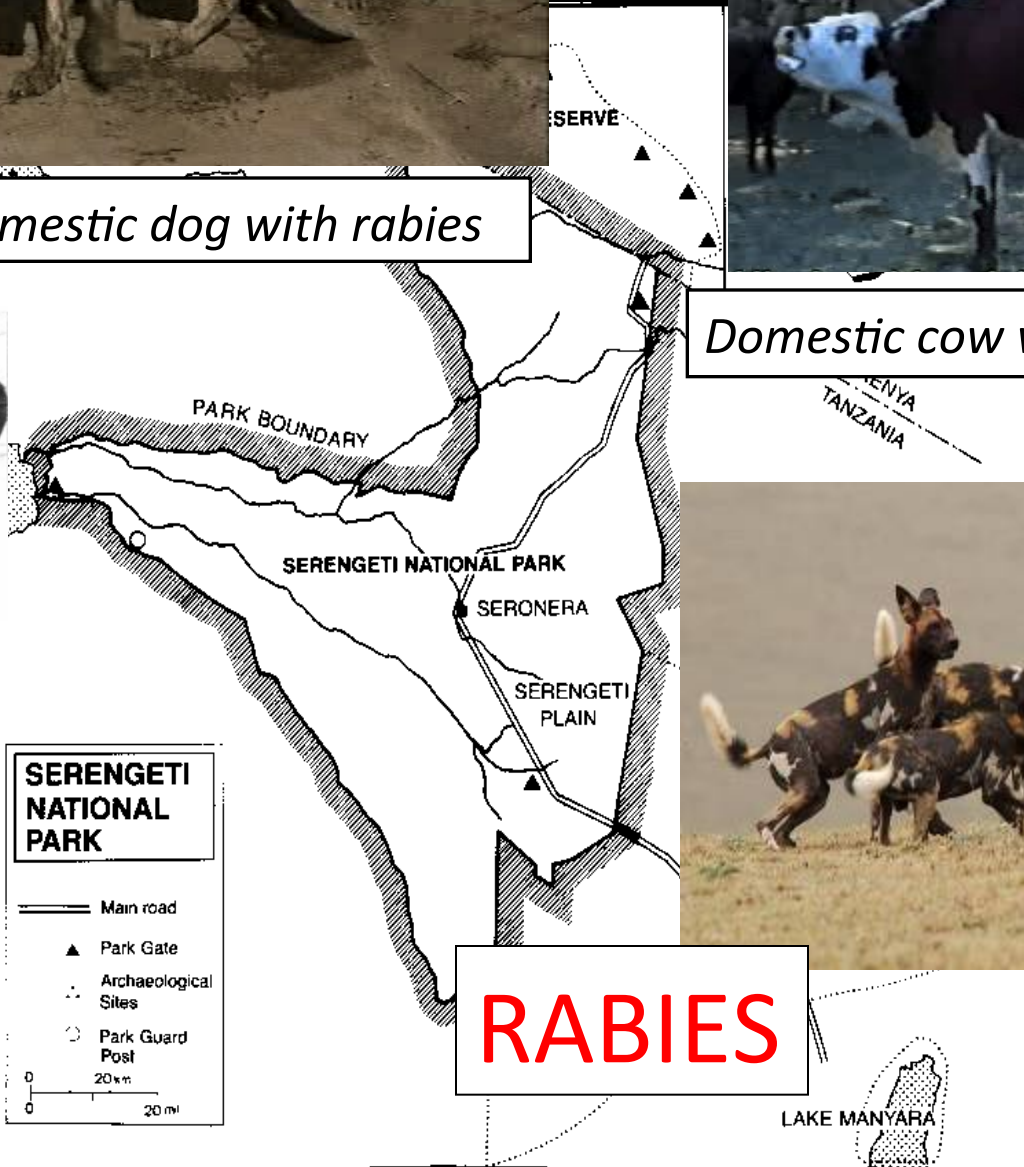 ESERVE
mestic dog with rabies
Domestic cow
KENYA
TANZANIA
PARK BOUNDARY
SERENGETI NATIONAL PARK
SERONERA
SERENGETI
PLAIN
SERENGETI
NATIONAL
PARK
Main road
Park Gate
Archaeological
Sites
Park Guard
Post
0 20 km
0 20 mi
RABIES
LAKE MANYARA